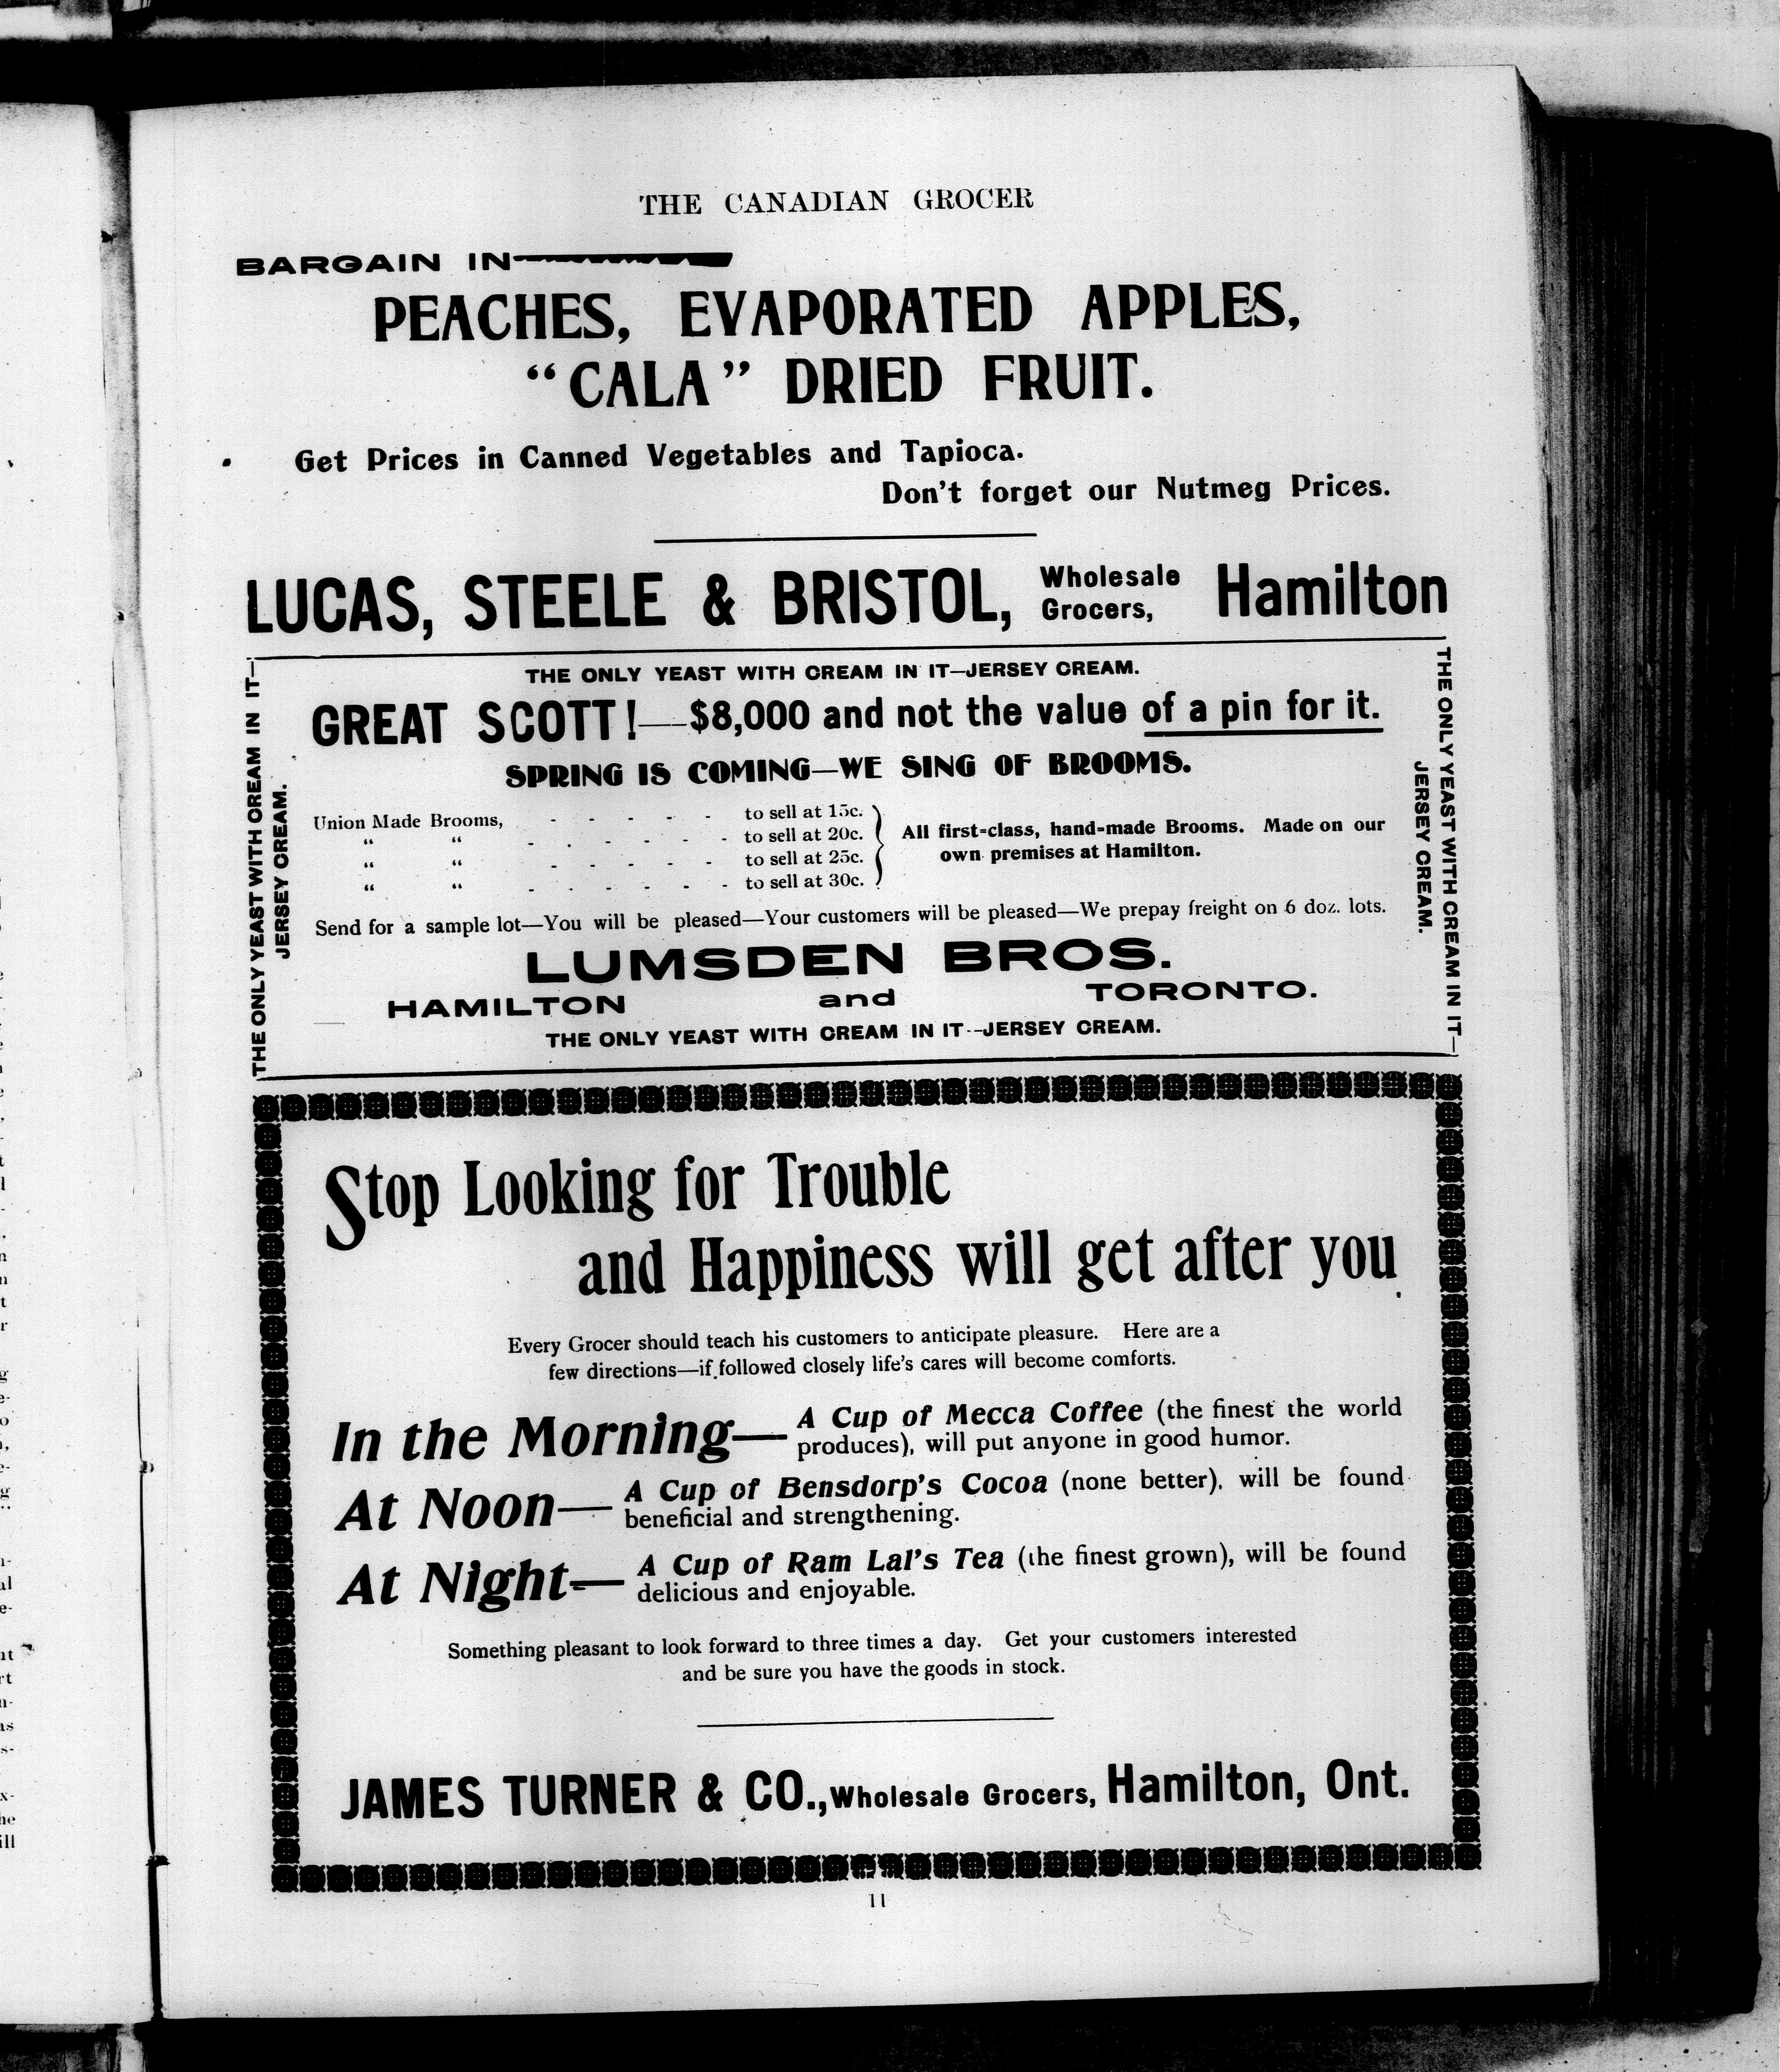 THE CANADIAN GROCER
BARGAIN IN
PEACHES, EVAPORATED APPLES,
“CALA” DRIED FRUIT.
Get Prices in Canned Vegetables and Tapioca.
Don't forget our Nutmeg Prices.
LUCAS, STEELE & BRISTOL, Wholesale Grocers, Hamilton
THE ONLY YEAST WITH CREAM IN IT—
JERSEY CREAM.
THE ONLY YEAST WITH CREAM IN IT—JERSEY CREAM.
GREAT SCOTT!—$8,000 and not the value of a pin for it.
SPRING IS COMING—WE SING OF BROOMS.
Union Made Brooms, - - - - - to sell at 15c.
“ “ - - - - - - to sell at 20c.
“ “ - - - - - to sell at 25c.
“ “ - - - - - - to sell at 30c.
All first-class, hand-made Brooms. Made on our
own premises at Hamilton.
Send for a sample lot—You will be pleased—Your customers will be pleased—We prepay freight on 6 doz. lots.
LUMSDEN BROS.
HAMILTON and TORONTO.
THE ONLY YEAST WITH CREAM IN IT--JERSEY CREAM.
THE ONLY YEAST WITH CREAM IN IT—
JERSEY CREAM.
Stop Looking for Trouble
and Happiness will get after you
Every Grocer should teach his customers to anticipate pleasure. Here are a
few directions—if followed closely life's cares will become comforts.
In the Morning— A Cup of Mecca Coffee (the finest the world
produces), will put anyone in good humor.
At Noon— A Cup of Bensdorp's Cocoa (none better), will be found
beneficial and strengthening.
At Night— A Cup of Ram Lal's Tea (the finest grown), will be found
delicious and enjoyable.
Something pleasant to look forward to three times a day. Get your customers interested
and be sure you have the goods in stock.
JAMES TURNER & CO., Wholesale Grocers, Hamilton, Ont.
11